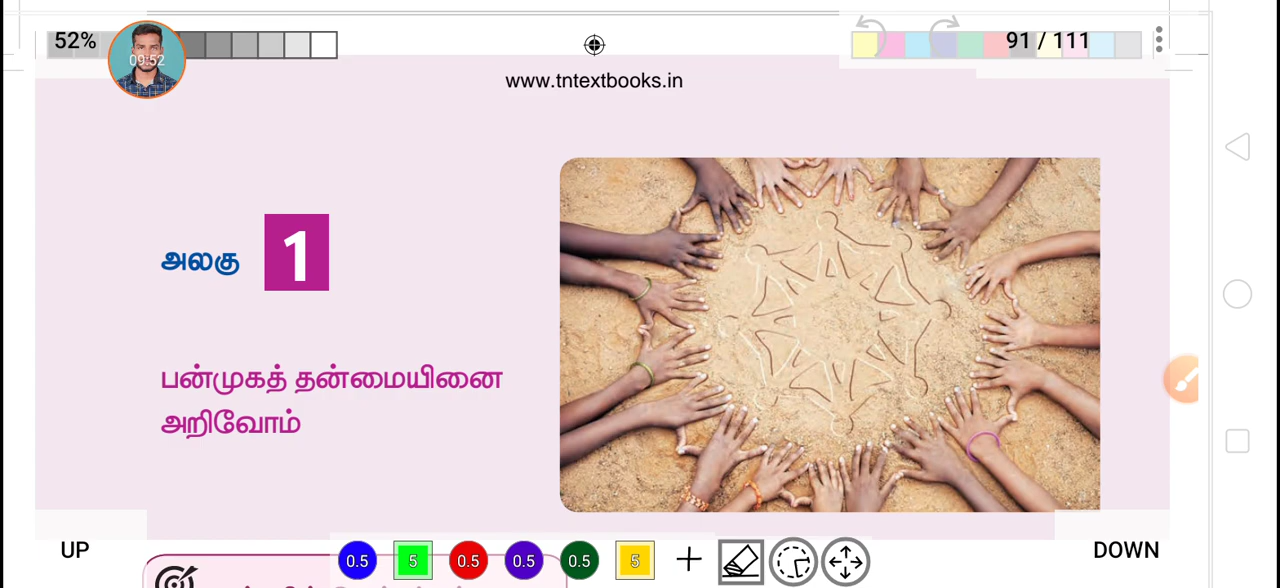 52%
09:52
91 / 111
www.tntextbooks.in
அலகு 1
பன்முகத் தன்மையினை
அறிவோம்
UP
DOWN
0.5 5 0.5 0.5 0.5 5